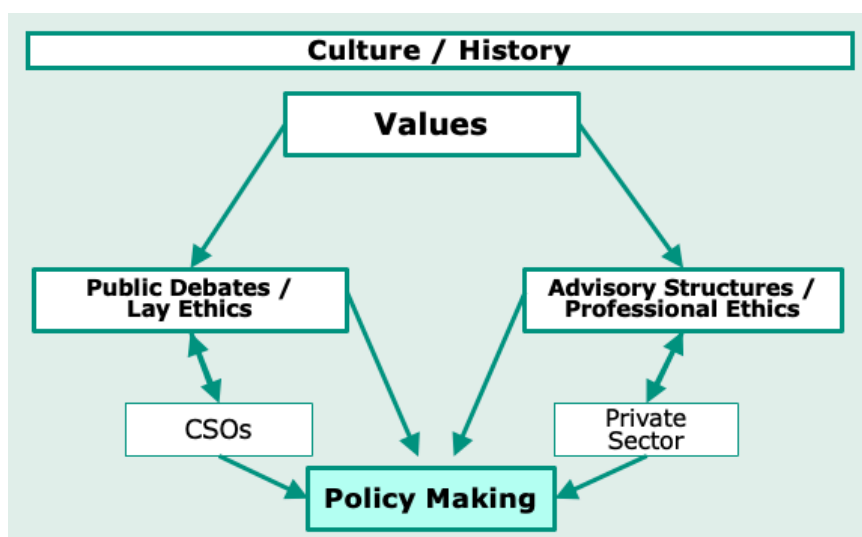 Culture / History
Values
Public Debates /
Lay Ethics
Advisory Structures /
Professional Ethics
CSOs
Private
Sector
Policy Making